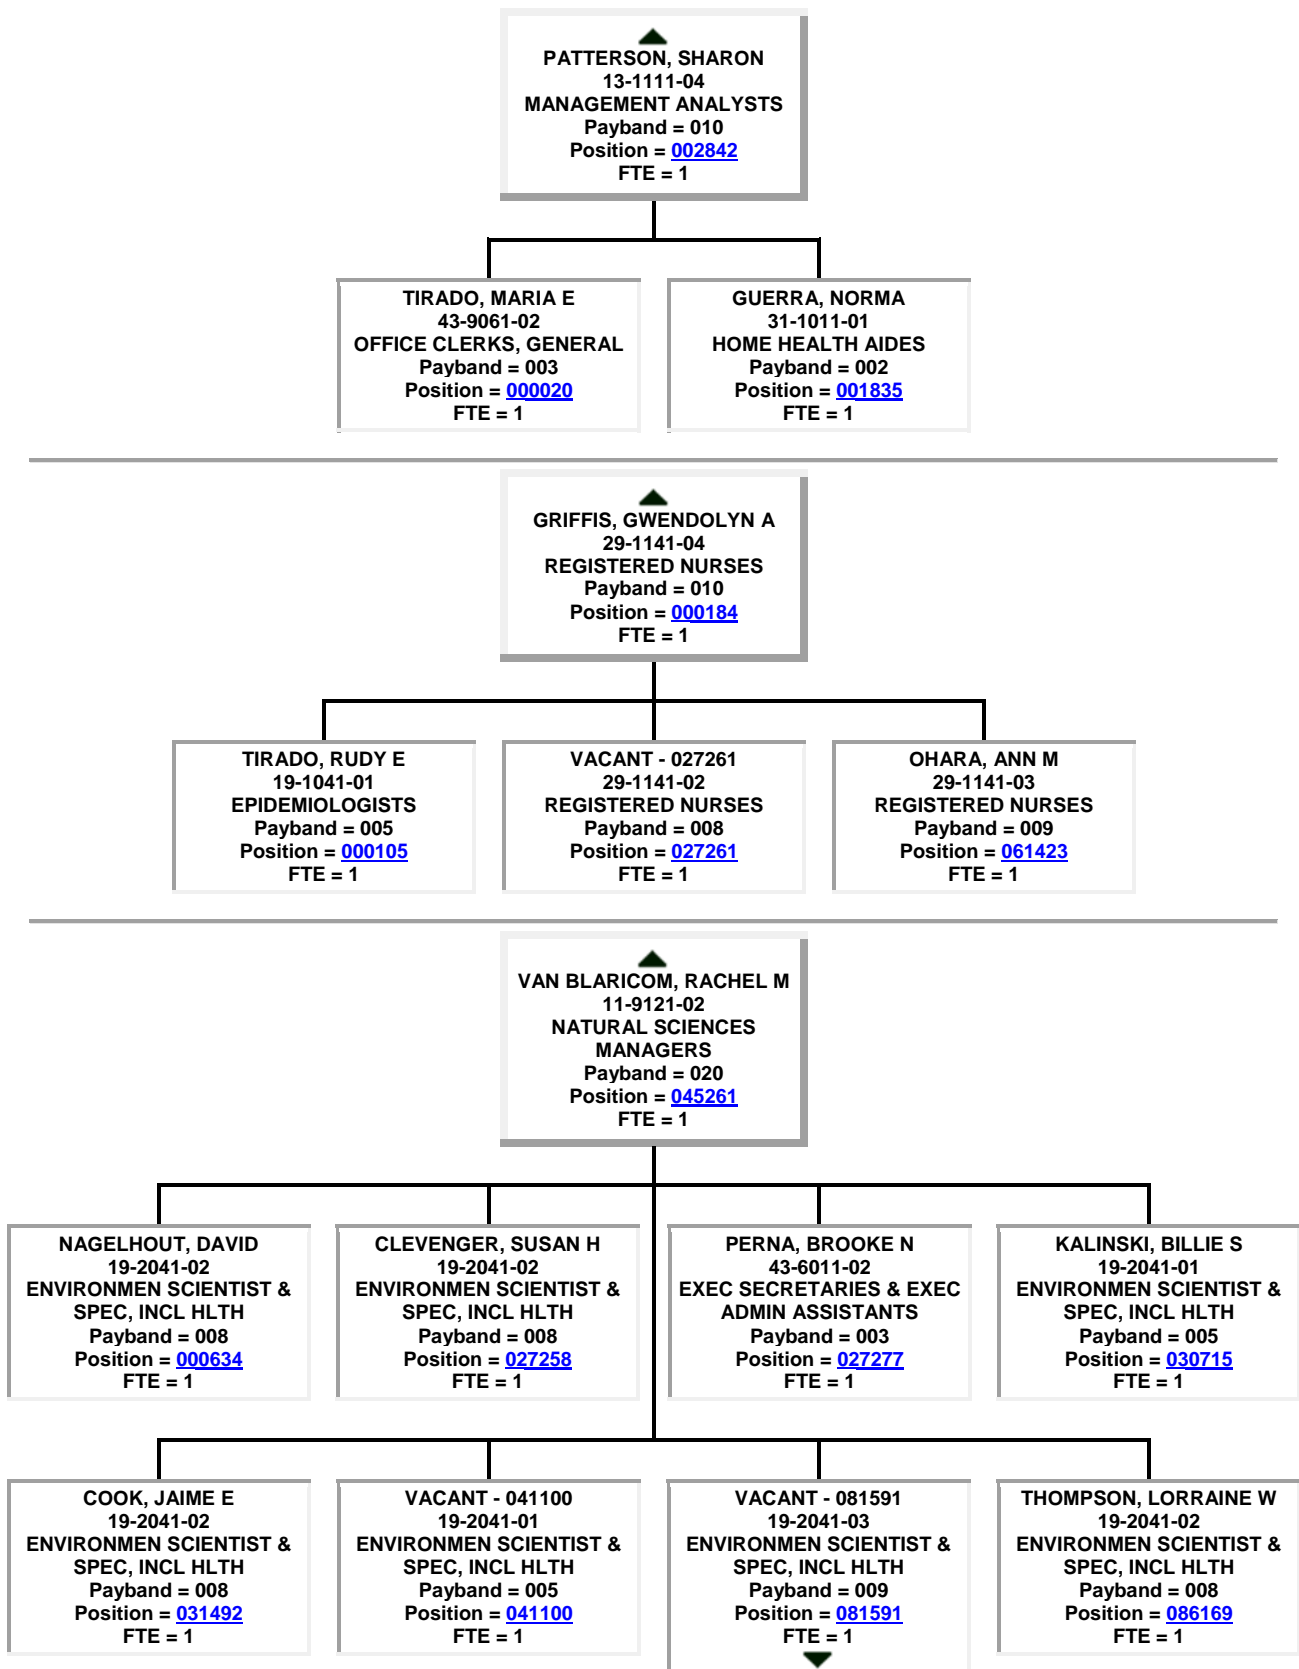 PATTERSON, SHARON
13-1111-04
MANAGEMENT ANALYSTS
Payband = 010
Position = 002842
FTE = 1
TIRADO, MARIA E
43-9061-02
OFFICE CLERKS, GENERAL
Payband = 003
Position = 000020
FTE = 1
GUERRA, NORMA
31-1011-01
HOME HEALTH AIDES
Payband = 002
Position = 001835
FTE = 1
GRIFFIS, GWENDOLYN A
29-1141-04
REGISTERED NURSES
Payband = 010
Position = 000184
FTE = 1
TIRADO, RUDY E
19-1041-01
EPIDEMIOLOGISTS
Payband = 005
Position = 000105
FTE = 1
VACANT - 027261
29-1141-02
REGISTERED NURSES
Payband = 008
Position = 027261
FTE = 1
OHARA, ANN M
29-1141-03
REGISTERED NURSES
Payband = 009
Position = 061423
FTE = 1
VAN BLARICOM, RACHEL M
11-9121-02
NATURAL SCIENCES
MANAGERS
Payband = 020
Position = 045261
FTE = 1
NAGELHOUT, DAVID
19-2041-02
ENVIRONMEN SCIENTIST &
SPEC, INCL HLTH
Payband = 008
Position = 000634
FTE = 1
CLEVENGER, SUSAN H
19-2041-02
ENVIRONMEN SCIENTIST &
SPEC, INCL HLTH
Payband = 008
Position = 027258
FTE = 1
PERNA, BROOKE N
43-6011-02
EXEC SECRETARIES & EXEC
ADMIN ASSISTANTS
Payband = 003
Position = 027277
FTE = 1
KALINSKI, BILLIE S
19-2041-01
ENVIRONMEN SCIENTIST &
SPEC, INCL HLTH
Payband = 005
Position = 030715
FTE = 1
COOK, JAIME E
19-2041-02
ENVIRONMEN SCIENTIST &
SPEC, INCL HLTH
Payband = 008
Position = 031492
FTE = 1
VACANT - 041100
19-2041-01
ENVIRONMEN SCIENTIST &
SPEC, INCL HLTH
Payband = 005
Position = 041100
FTE = 1
VACANT - 081591
19-2041-03
ENVIRONMEN SCIENTIST &
SPEC, INCL HLTH
Payband = 009
Position = 081591
FTE = 1
THOMPSON, LORRAINE W
19-2041-02
ENVIRONMEN SCIENTIST &
SPEC, INCL HLTH
Payband = 008
Position = 086169
FTE = 1